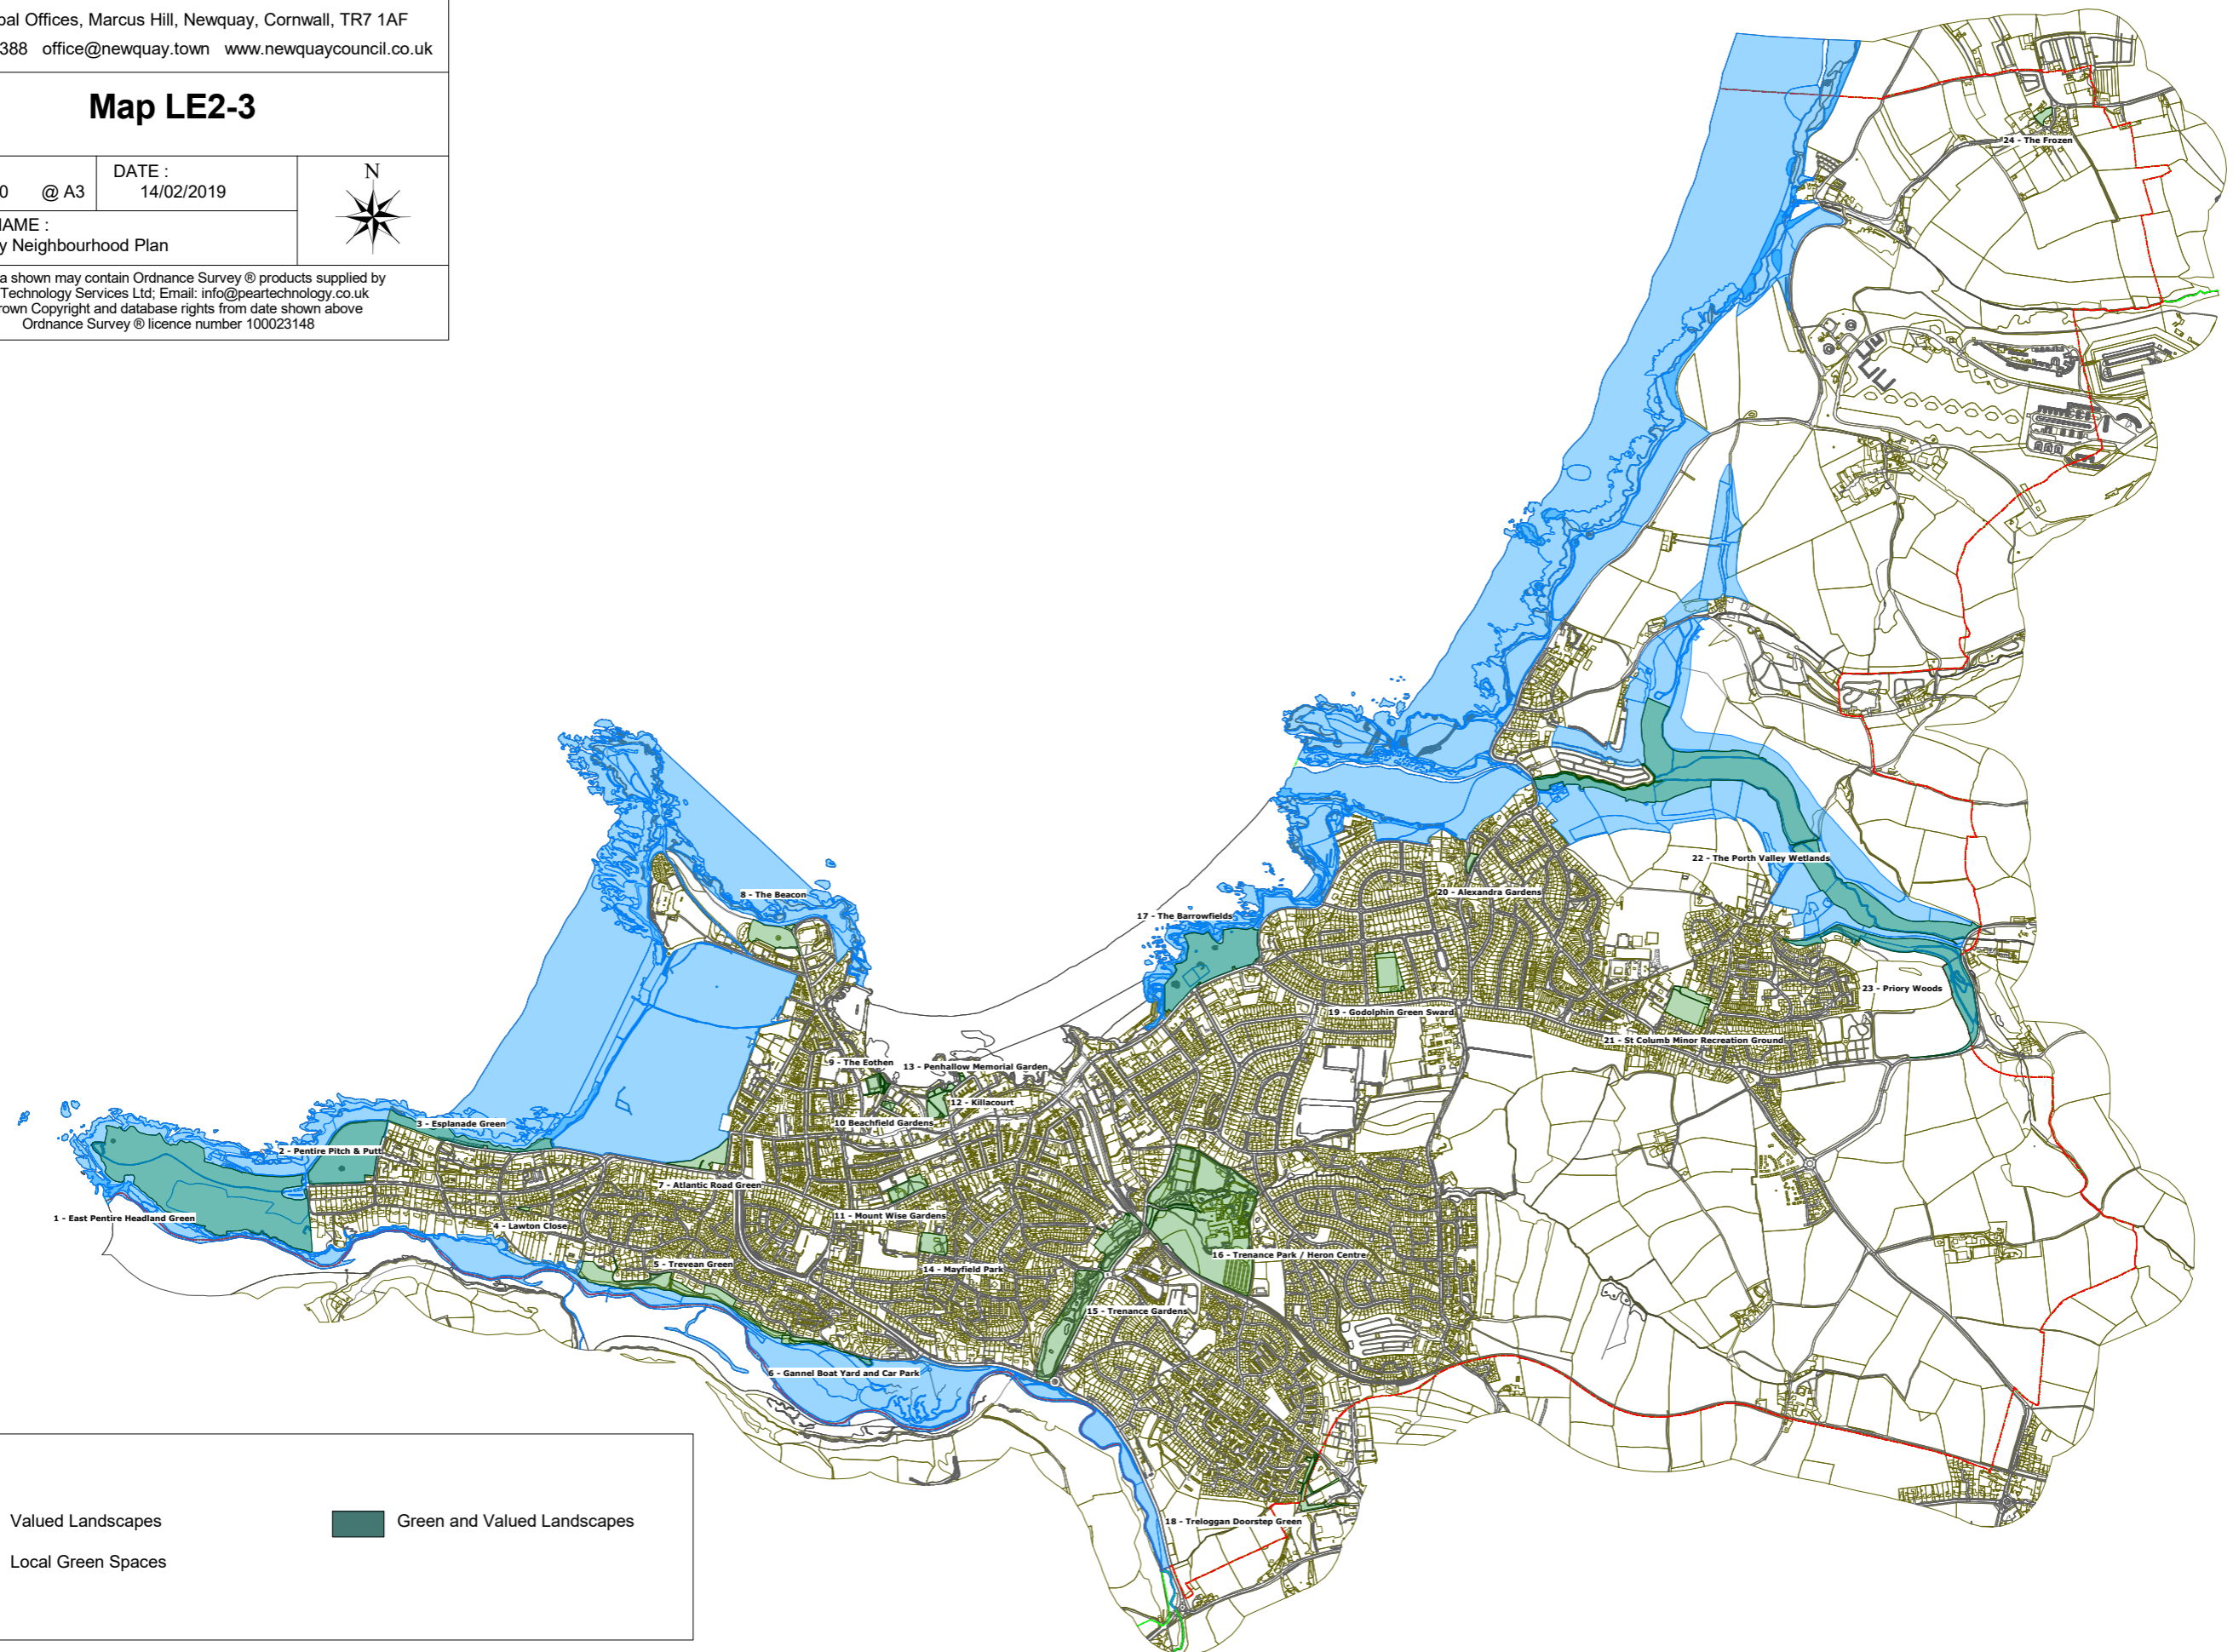 pal Offices, Marcus Hill, Newquay, Cornwall, TR7 1AF
388 office@newquay.town www.newquaycouncil.co.uk
Map LE2-3
0 @ A3
DATE :
14/02/2019
N
NAME :
y Neighbourhood Plan
a shown may contain Ordnance Survey ® products supplied by
Technology Services Ltd; Email: info@peartechnology.co.uk
rown Copyright and database rights from date shown above
Ordnance Survey ® licence number 100023148
24 - The Frozen
22 - The Porth Valley Wetlands
8 - The Beacon
20 - Alexandra Gardens
17 - The Barrowfields
23 - Priory Woods
19 - Godolphin Green Sward
21 - St Columb Minor Recreation Ground
9 - The Eothen
13 - Penhallow Memorial Garden
12 - Killacourt
3 - Esplanade Green
10 Beachfield Gardens
2 - Pentire Pitch & Putt
7 - Atlantic Road Green
1 - East Pentire Headland Green
11 - Mount Wise Gardens
4 - Lawton Close
16 - Trenance Park / Heron Centre
5 - Trevean Green
14 - Mayfield Park
15 - Trenance Gardens
6 - Gannel Boat Yard and Car Park
18 - Treloggan Doorstep Green
Valued Landscapes
Green and Valued Landscapes
Local Green Spaces